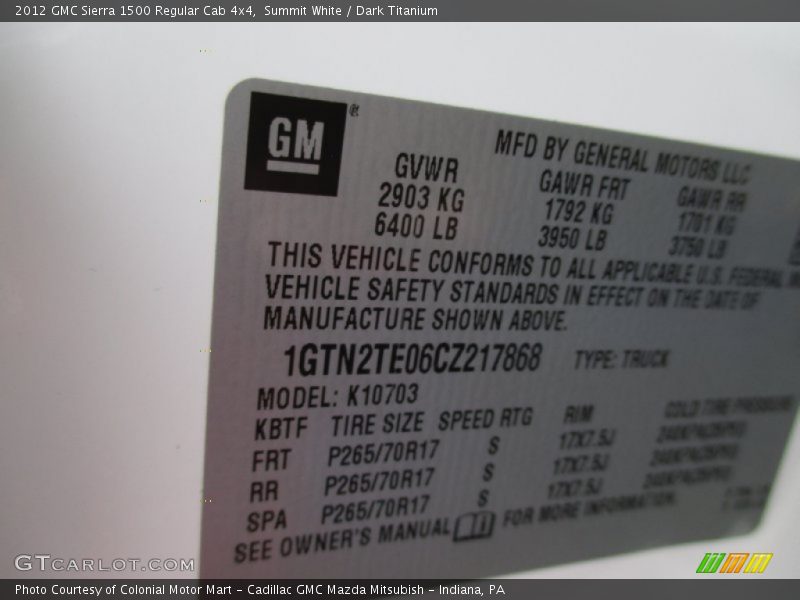 2012 GMC Sierra 1500 Regular Cab 4x4,  Summit White / Dark Titanium
GM ®
MFD BY GENERAL MOTORS LLC
GVWR GAWR FRT GAWR RR
2903 KG 1792 KG 1701 KG
6400 LB 3950 LB 3750 LB
THIS VEHICLE CONFORMS TO ALL APPLICABLE U.S. FEDERAL
VEHICLE SAFETY STANDARDS IN EFFECT ON THE DATE OF
MANUFACTURE SHOWN ABOVE.
1GTN2TE06CZ217868 TYPE: TRUCK
MODEL: K10703
KBTF TIRE SIZE SPEED RTG RIM COLD TIRE PRESSURE
FRT P265/70R17 S 17X7.5J
RR P265/70R17 S 17X7.5J
SPA P265/70R17 S 17X7.5J
SEE OWNER'S MANUAL FOR MORE INFORMATION.
GTCARLOT.COM
Photo Courtesy of Colonial Motor Mart - Cadillac GMC Mazda Mitsubish - Indiana, PA